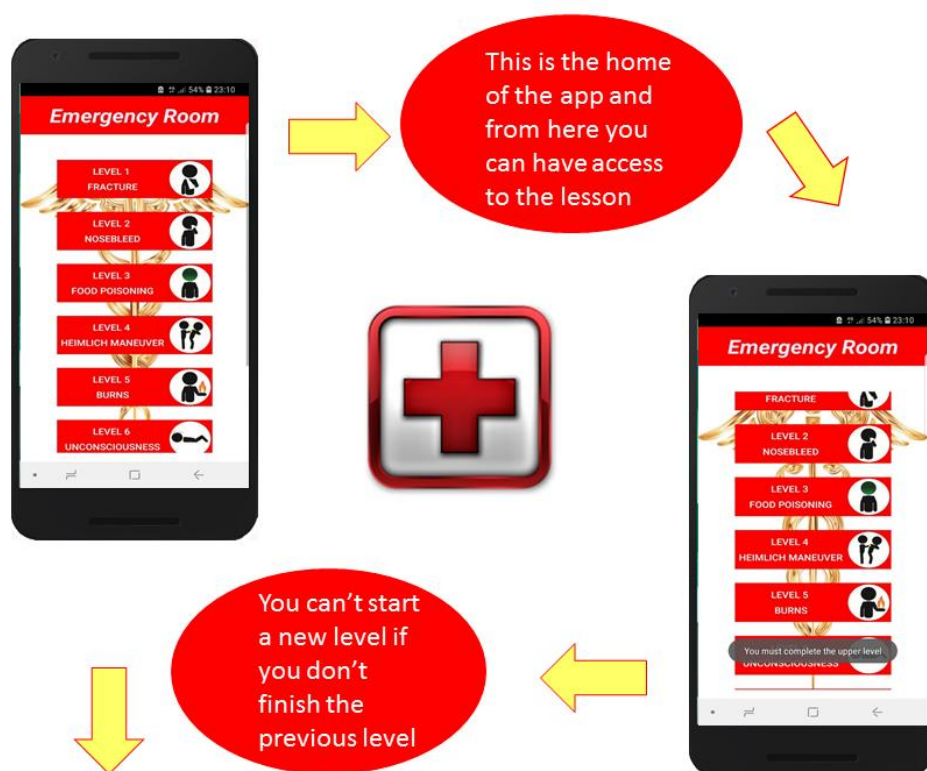 54% 23:10
Emergency Room
LEVEL 1
FRACTURE
LEVEL 2
NOSEBLEED
LEVEL 3
FOOD POISONING
LEVEL 4
HEIMLICH MANEUVER
LEVEL 5
BURNS
LEVEL 6
UNCONSCIOUSNESS
This is the home
of the app and
from here you
can have access
to the lesson
54% 23:10
Emergency Room
FRACTURE
LEVEL 2
NOSEBLEED
LEVEL 3
FOOD POISONING
LEVEL 4
HEIMLICH MANEUVER
LEVEL 5
BURNS
You must complete the upper level
UNCONSCIOUSNESS
You can’t start
a new level if
you don’t
finish the
previous level